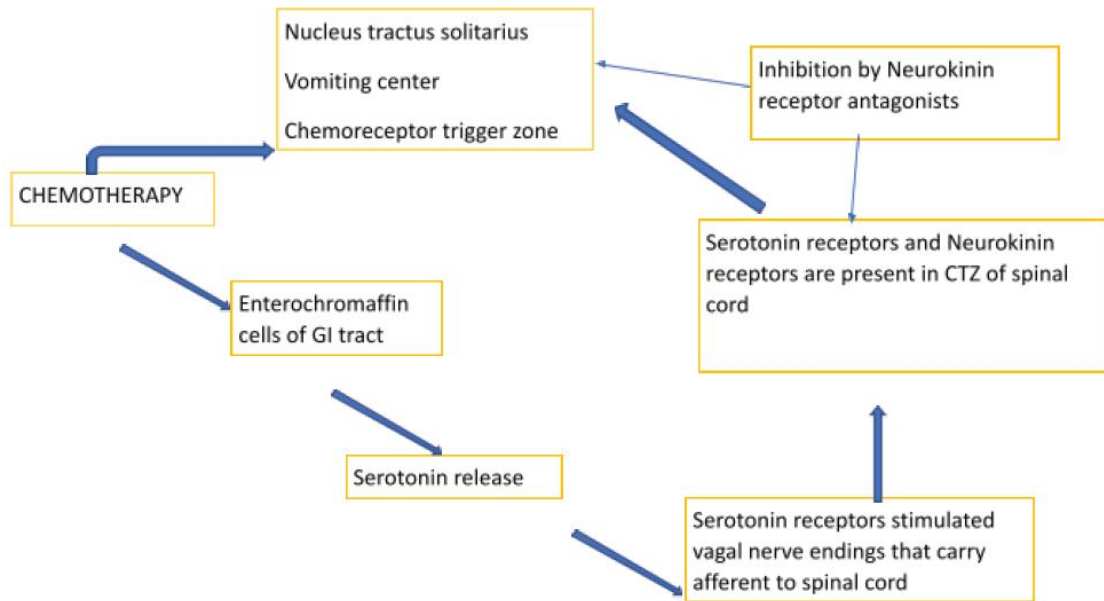 Nucleus tractus solitarius
Vomiting center
Chemoreceptor trigger zone
Inhibition by Neurokinin
receptor antagonists
CHEMOTHERAPY
Enterochromaffin
cells of GI tract
Serotonin release
Serotonin receptors stimulated
vagal nerve endings that carry
afferent to spinal cord
Serotonin receptors and Neurokinin
receptors are present in CTZ of spinal
cord